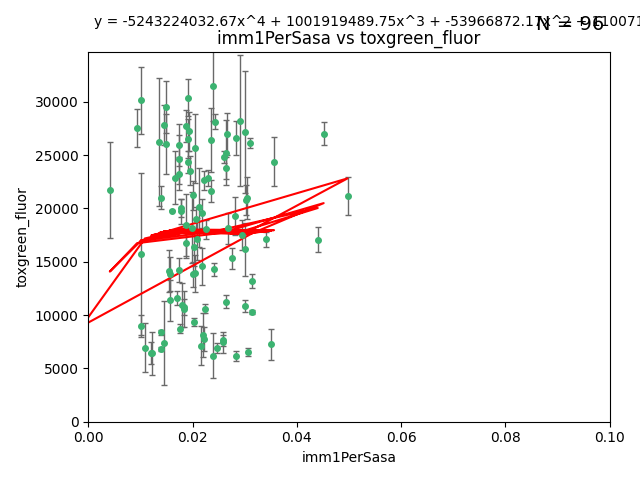 y = -5243224032.67x^4 + 1001919489.75x^3 + -53966872.17x^2 + 110071
N = 96
imm1PerSasa vs toxgreen_fluor
30000
25000
20000
15000
10000
5000
0
toxgreen_fluor
0.00 0.02 0.04 0.06 0.08 0.10
imm1PerSasa